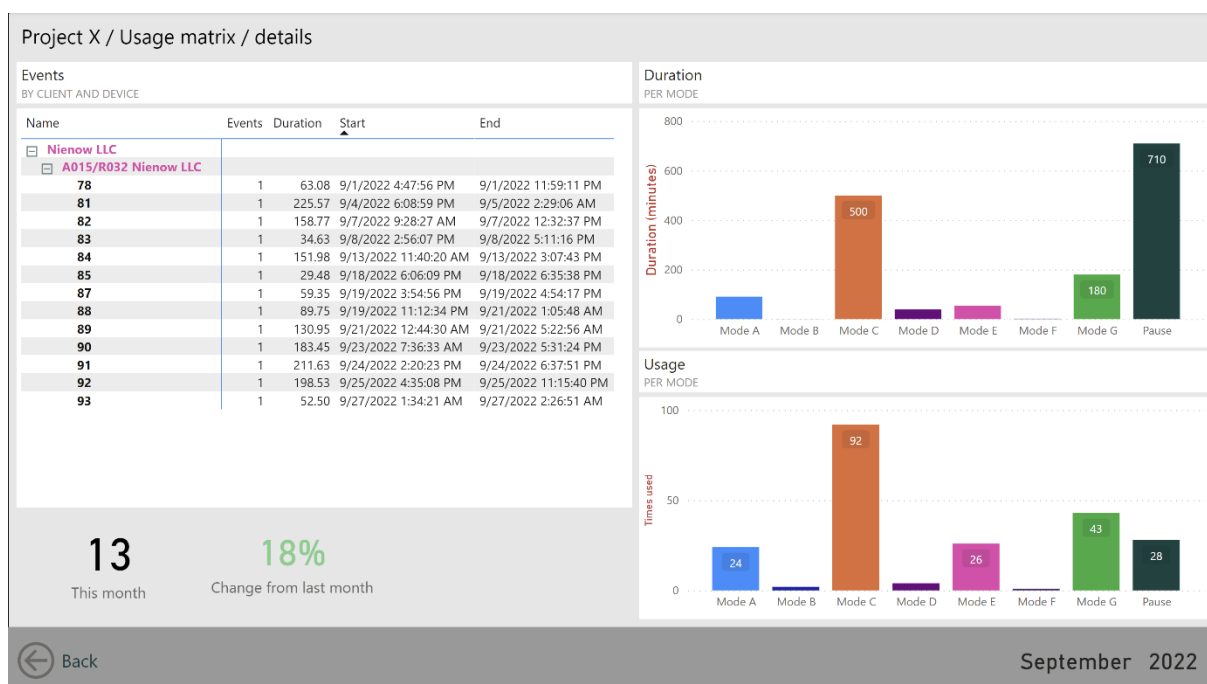 Project X / Usage matrix / details
Events
BY CLIENT AND DEVICE
Name Events Duration Start End
Nienow LLC
A015/R032 Nienow LLC
78 1 63.08 9/1/2022 4:47:56 PM 9/1/2022 11:59:11 PM
81 1 225.57 9/4/2022 6:08:59 PM 9/5/2022 2:29:06 AM
82 1 158.77 9/7/2022 9:28:27 AM 9/7/2022 12:32:37 PM
83 1 34.63 9/8/2022 2:56:07 PM 9/8/2022 5:11:16 PM
84 1 151.98 9/13/2022 11:40:20 AM 9/13/2022 3:07:43 PM
85 1 29.48 9/18/2022 6:06:09 PM 9/18/2022 6:35:38 PM
87 1 59.35 9/19/2022 3:54:56 PM 9/19/2022 4:54:17 PM
88 1 89.75 9/19/2022 11:12:34 PM 9/21/2022 1:05:48 AM
89 1 130.95 9/21/2022 12:44:30 AM 9/21/2022 5:22:56 AM
90 1 183.45 9/23/2022 7:36:33 AM 9/23/2022 5:31:24 PM
91 1 211.63 9/24/2022 2:20:23 PM 9/24/2022 6:37:51 PM
92 1 198.53 9/25/2022 4:35:08 PM 9/25/2022 11:15:40 PM
93 1 52.50 9/27/2022 1:34:21 AM 9/27/2022 2:26:51 AM
13
This month
18%
Change from last month
Duration
PER MODE
Duration (minutes)
800
600
400
200
0
500
180
710
Mode A Mode B Mode C Mode D Mode E Mode F Mode G Pause
Usage
PER MODE
Times used
100
50
0
24
92
26
43
28
Mode A Mode B Mode C Mode D Mode E Mode F Mode G Pause
Back
September 2022